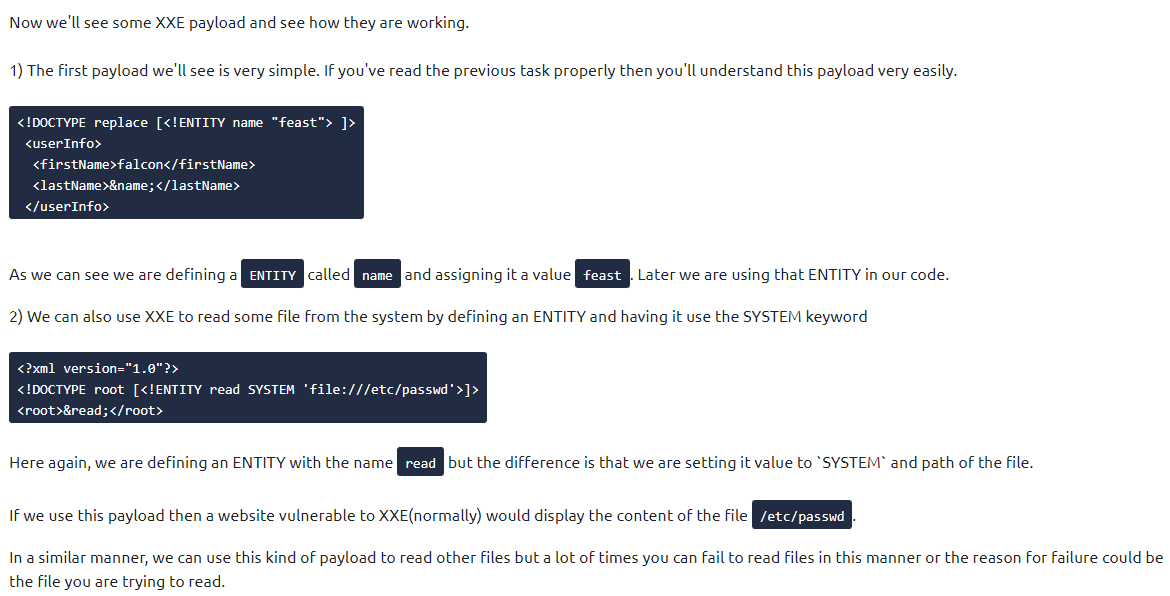 Now we'll see some XXE payload and see how they are working.
1) The first payload we'll see is very simple. If you've read the previous task properly then you'll understand this payload very easily.
<!DOCTYPE replace [<!ENTITY name "feast"> ]>
 <userInfo>
  <firstName>falcon</firstName>
  <lastName>&name;</lastName>
 </userInfo>
As we can see we are defining a ENTITY called name and assigning it a value feast. Later we are using that ENTITY in our code.
2) We can also use XXE to read some file from the system by defining an ENTITY and having it use the SYSTEM keyword
<?xml version="1.0"?>
<!DOCTYPE root [<!ENTITY read SYSTEM 'file:///etc/passwd'>]>
<root>&read;</root>
Here again, we are defining an ENTITY with the name read but the difference is that we are setting it value to `SYSTEM` and path of the file.
If we use this payload then a website vulnerable to XXE(normally) would display the content of the file /etc/passwd.
In a similar manner, we can use this kind of payload to read other files but a lot of times you can fail to read files in this manner or the reason for failure could be
the file you are trying to read.